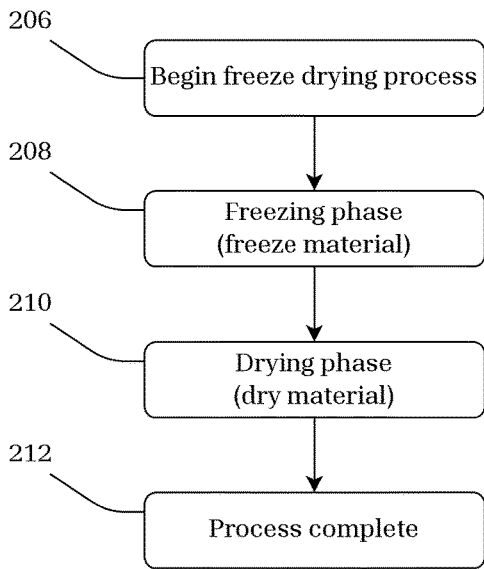 206
Begin freeze drying process
208
Freezing phase
(freeze material)
210
Drying phase
(dry material)
212
Process complete